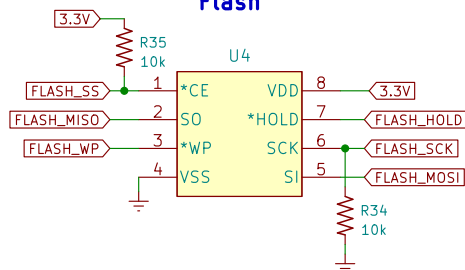 Flash
3.3V
R35
10k
U4
FLASH_SS 1 *CE VDD 8 3.3V
FLASH_MISO 2 SO *HOLD 7 FLASH_HOLD
FLASH_WP 3 *WP SCK 6 FLASH_SCK
4 VSS SI 5 FLASH_MOSI
R34
10k